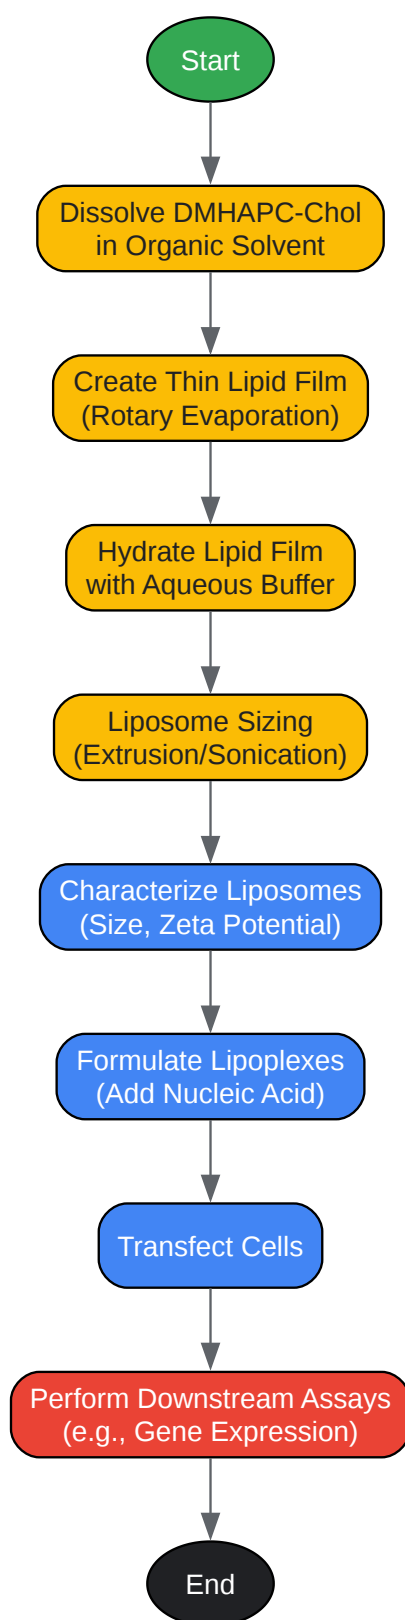 Start
Dissolve DMHAPC-Chol
in Organic Solvent
Create Thin Lipid Film
(Rotary Evaporation)
Hydrate Lipid Film
with Aqueous Buffer
Liposome Sizing
(Extrusion/Sonication)
Characterize Liposomes
(Size, Zeta Potential)
Formulate Lipoplexes
(Add Nucleic Acid)
Transfect Cells
Perform Downstream Assays
(e.g., Gene Expression)
End